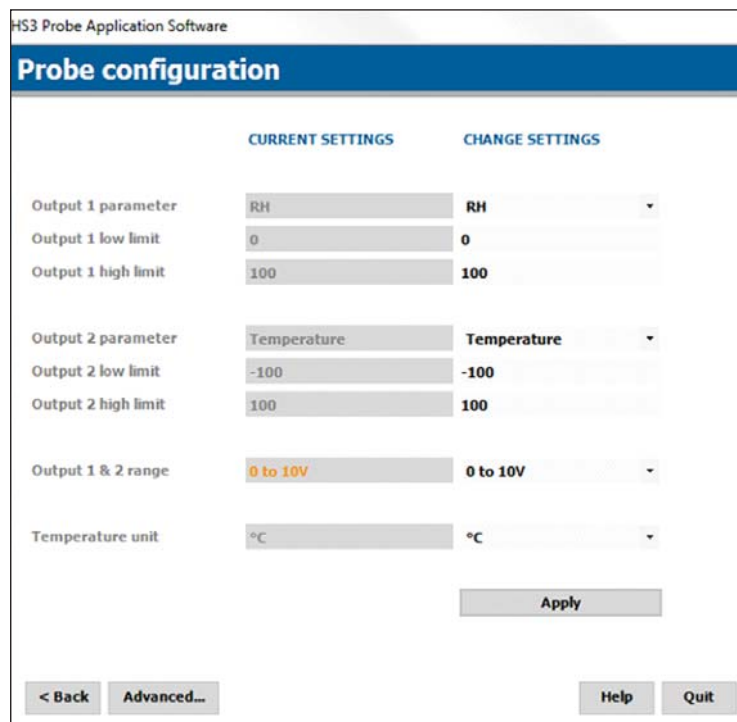 HS3 Probe Application Software
Probe configuration
CURRENT SETTINGS CHANGE SETTINGS
Output 1 parameter RH RH
Output 1 low limit 0 0
Output 1 high limit 100 100
Output 2 parameter Temperature Temperature
Output 2 low limit -100 -100
Output 2 high limit 100 100
Output 1 & 2 range 0 to 10V 0 to 10V
Temperature unit °C °C
Apply
< Back Advanced... Help Quit